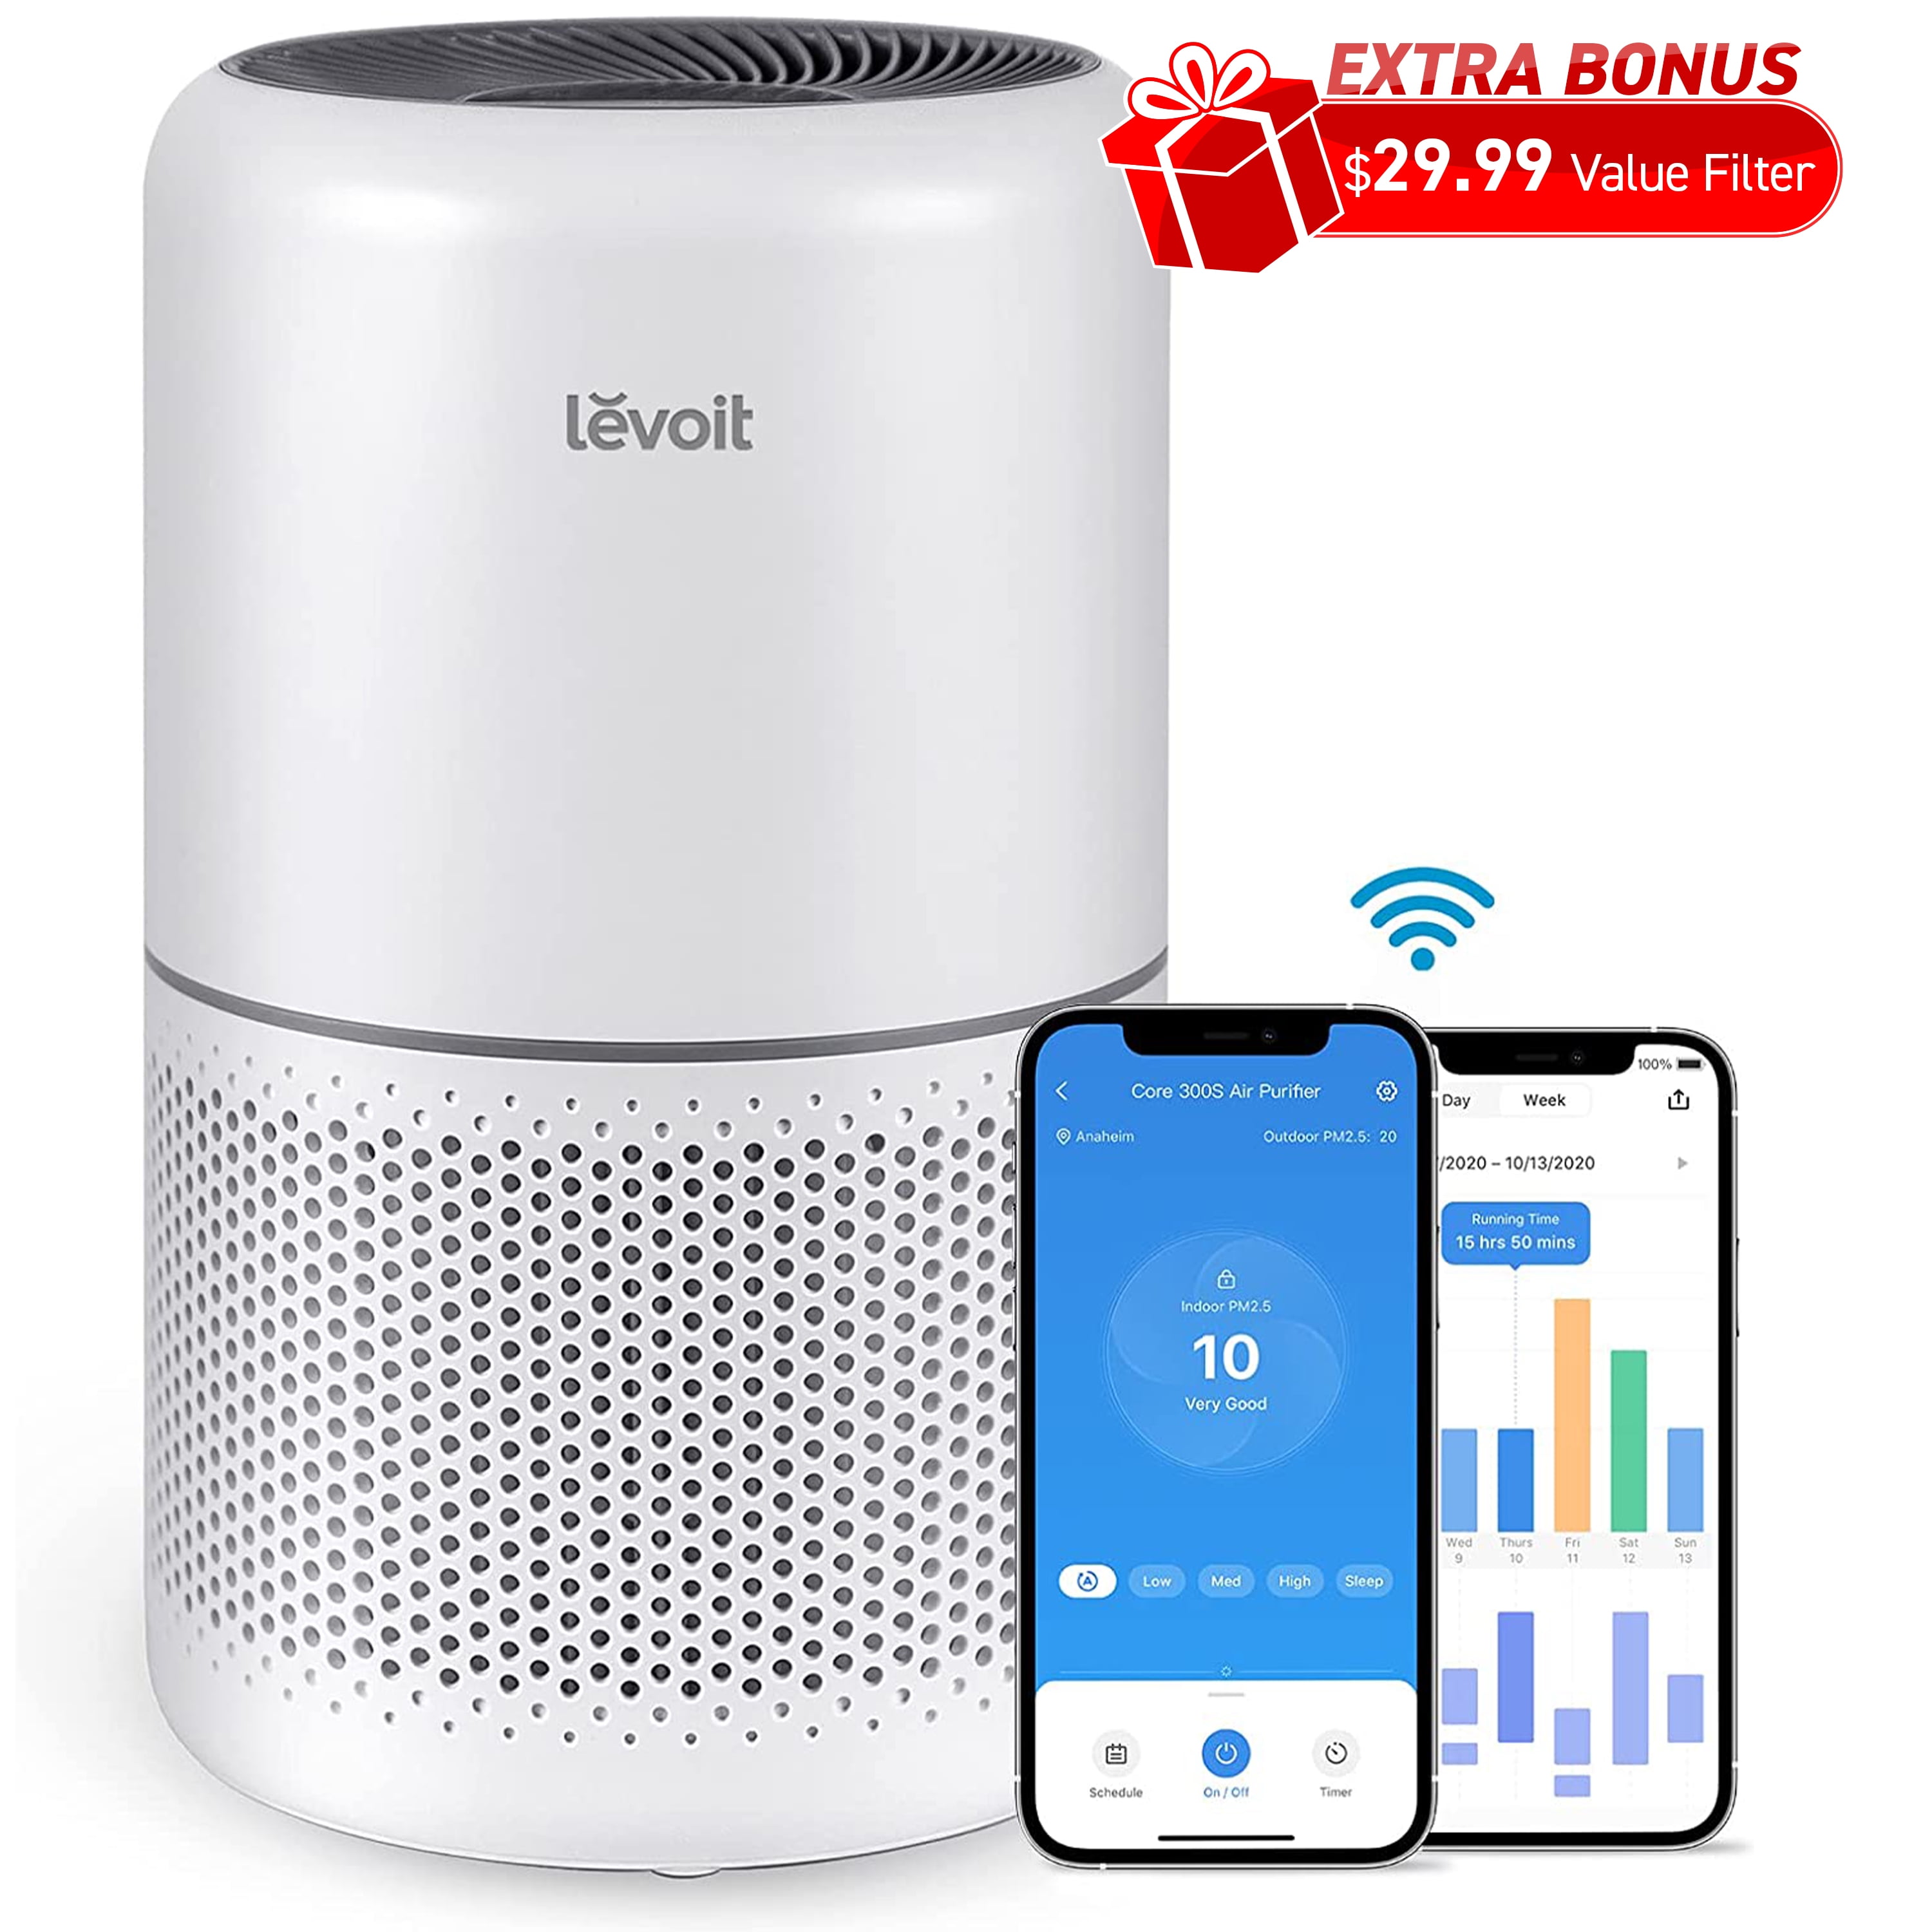 EXTRA BONUS
$29.99 Value Filter
lěvoit
Core 300S Air Purifier
Anaheim
Outdoor PM2.5: 20
Indoor PM2.5
10
Very Good
Low
Med
High
Sleep
Schedule
On / Off
Timer
100%
Day
Week
/2020 – 10/13/2020
Running Time
15 hrs 50 mins
Wed
Thurs
Fri
Sat
Sun
9
10
11
12
13